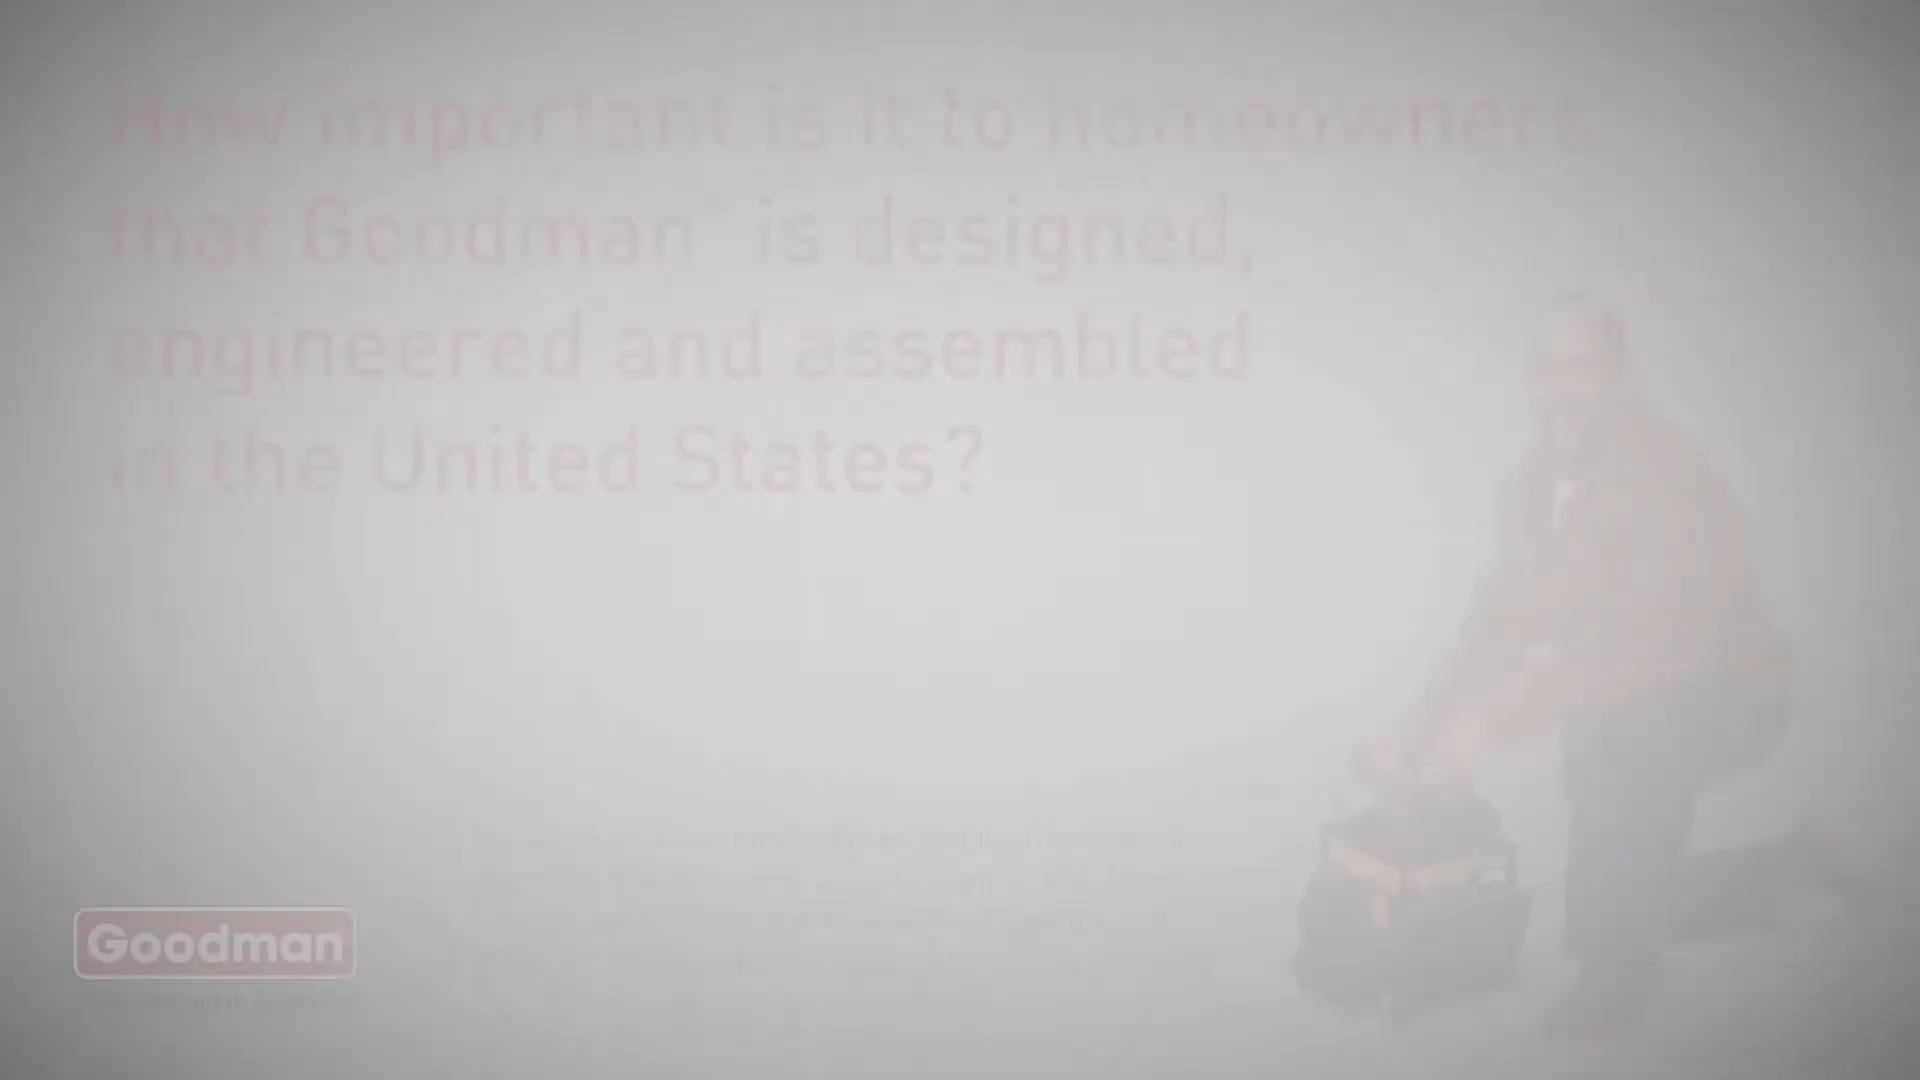 How important is it to homeowners
that Goodman® is designed,
engineered and assembled
in the United States?
Goodman